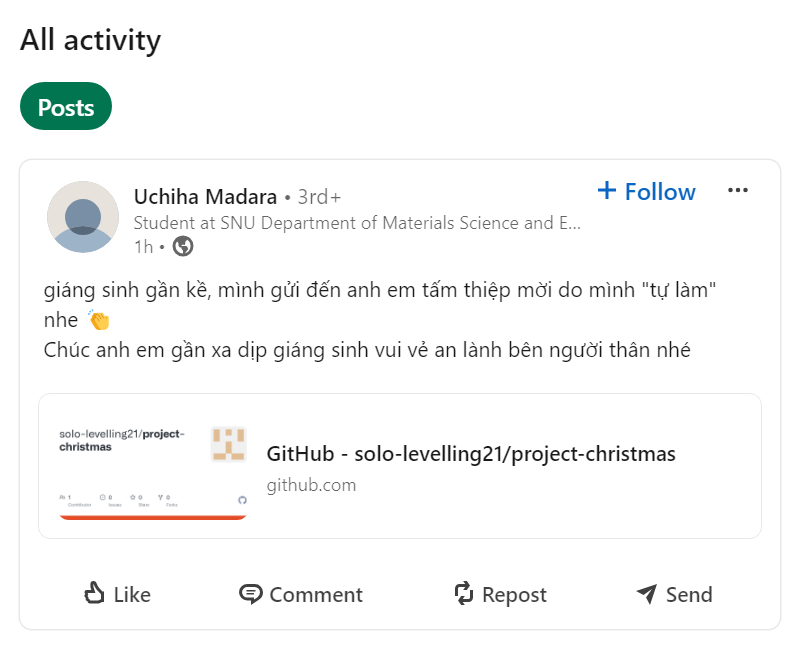 All activity
Posts
Uchiha Madara • 3rd+
+ Follow
Student at SNU Department of Materials Science and E...
1h •
giáng sinh gần kề, mình gửi đến anh em tấm thiệp mời do mình "tự làm"
nhe 👏
Chúc anh em gần xa dịp giáng sinh vui vẻ an lành bên người thân nhé
solo-levelling21/project-
christmas
1
0
0
0
Contributor
Issues
Stars
Forks
GitHub - solo-levelling21/project-christmas
github.com
Like
Comment
Repost
Send